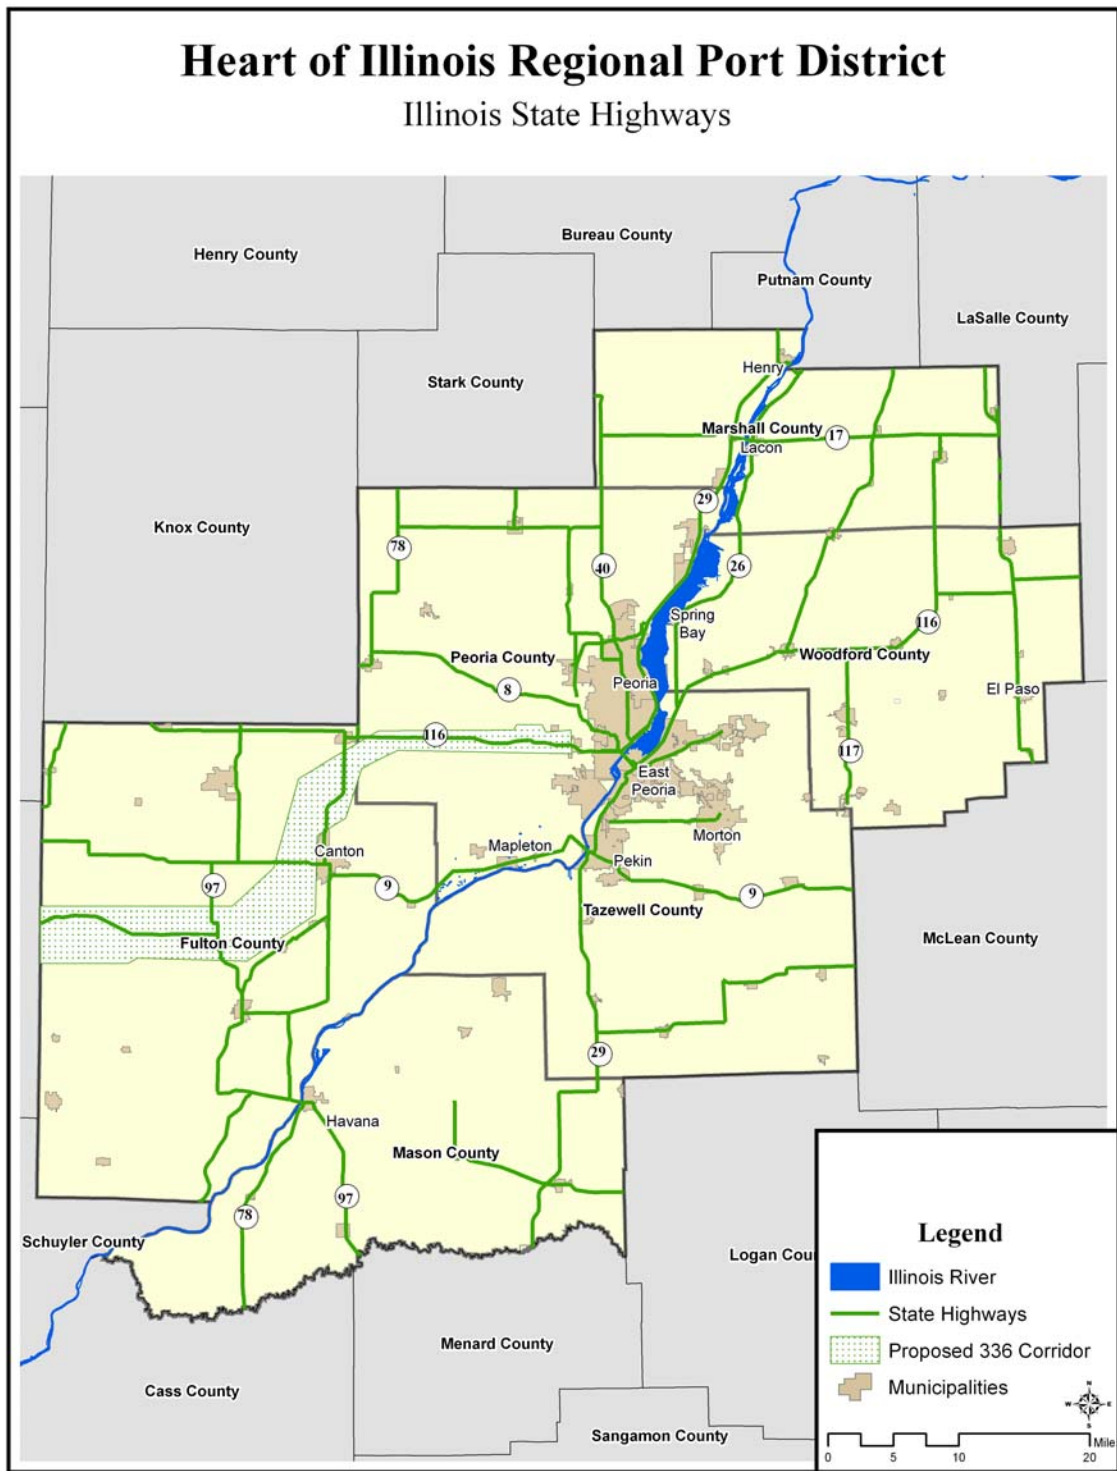 Heart of Illinois Regional Port District
Illinois State Highways
Bureau County
Henry County
Putnam County
LaSalle County
Henry
Stark County
Marshall County
17
Lacon
29
Knox County
78
40
26
Spring
Bay
116
Peoria County
Woodford County
8
Peoria
El Paso
116
117
East
Peoria
Morton
Mapleton
Canton
Pekin
97
9
9
Tazewell County
Fulton County
McLean County
29
Havana
Mason County
97
78
Schuyler County
Logan Cou
Menard County
Cass County
Sangamon County
Legend
Illinois River
State Highways
Proposed 336 Corridor
Municipalities
N
W
E
S
Mile
0
5
10
20